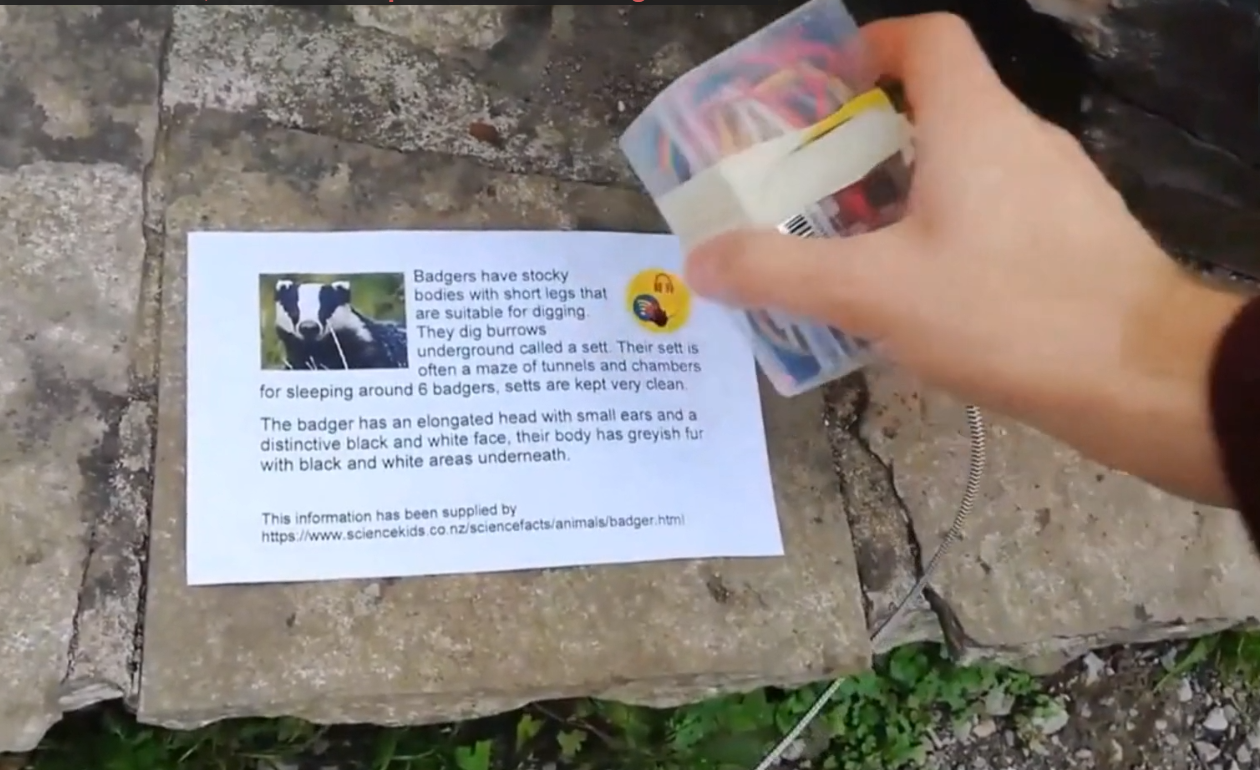 Badgers have stocky
bodies with short legs that
are suitable for digging.
They dig burrows
underground called a sett. Their sett is
often a maze of tunnels and chambers
for sleeping around 6 badgers, setts are kept very clean.
The badger has an elongated head with small ears and a
distinctive black and white face, their body has greyish fur
with black and white areas underneath.
This information has been supplied by
https://www.sciencekids.co.nz/sciencefacts/animals/badger.html